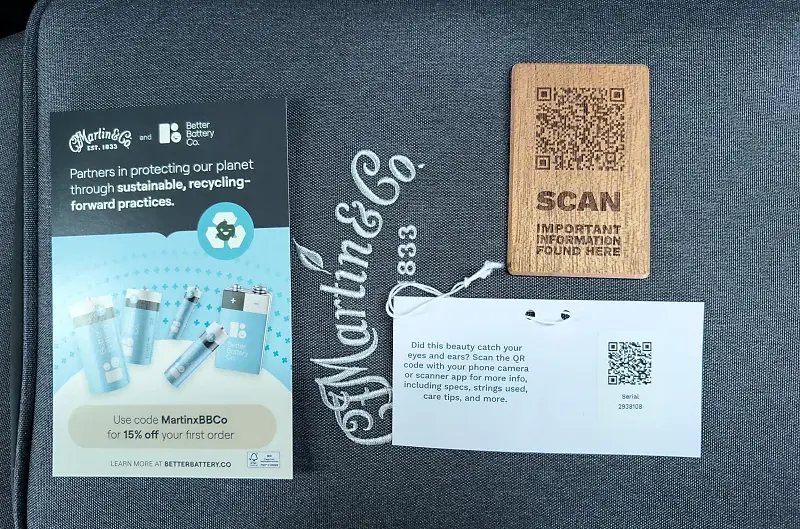 Martin & Co.
EST. 1833
and
Better
Battery
Co.
Partners in protecting our planet
through sustainable, recycling-
forward practices.
Better
Battery
Co.
Use code MartinxBBCo
for 15% off your first order
LEARN MORE AT BETTERBATTERY.CO
CFMartin & Co.
1833
SCAN
IMPORTANT
INFORMATION
FOUND HERE
Did this beauty catch your
eyes and ears? Scan the QR
code with your phone camera
or scanner app for more info,
including specs, strings used,
care tips, and more.
Serial
2938108